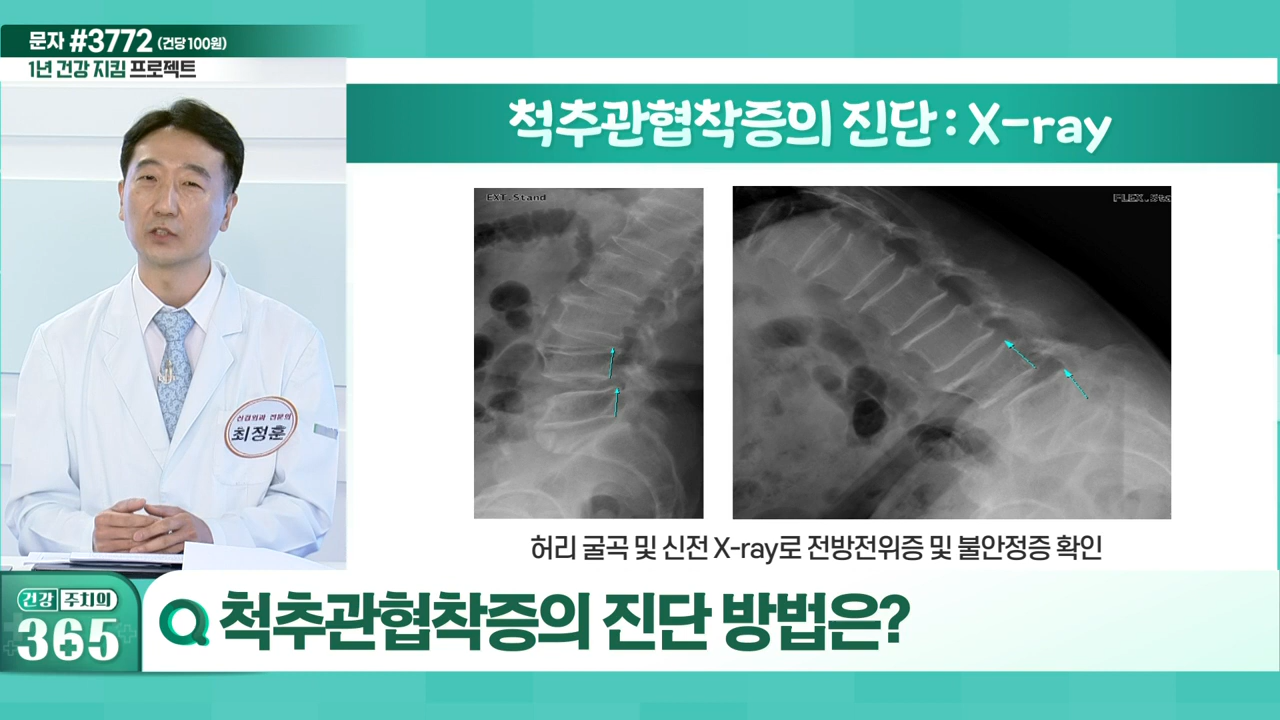 문자 #3772 (건당 100원)
1년 건강 지킴 프로젝트
척추관협착증의 진단 : X-ray
EXT.Stand
FLEX.Sta
신경외과 전문의
최정훈
허리 굴곡 및 신전 X-ray로 전방전위증 및 불안정증 확인
건강 주치의
365
Q 척추관협착증의 진단 방법은?